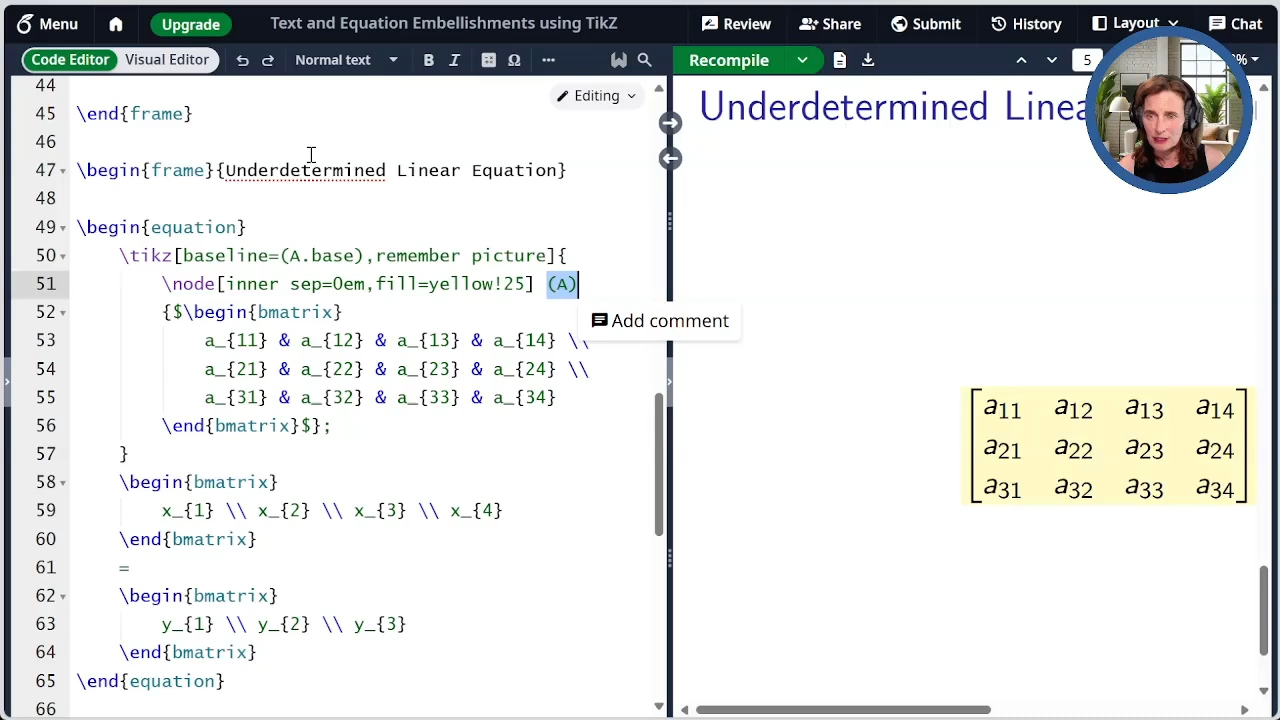 Menu
Upgrade
Text and Equation Embellishments using TikZ
Review
Share
Submit
History
Layout
Chat
Code Editor
Visual Editor
Normal text
B
I
Ω
Recompile
5
Editing
44
45 \end{frame}
46
47 \begin{frame}{Underdetermined Linear Equation}
48
49 \begin{equation}
50 \tikz[baseline=(A.base),remember picture]{
51 \node[inner sep=0em,fill=yellow!25] (A)
52 {$\begin{bmatrix}
53 a_{11} & a_{12} & a_{13} & a_{14} \\
54 a_{21} & a_{22} & a_{23} & a_{24} \\
55 a_{31} & a_{32} & a_{33} & a_{34}
56 \end{bmatrix}$};
57 }
58 \begin{bmatrix}
59 x_{1} \\ x_{2} \\ x_{3} \\ x_{4}
60 \end{bmatrix}
61 =
62 \begin{bmatrix}
63 y_{1} \\ y_{2} \\ y_{3}
64 \end{bmatrix}
65 \end{equation}
66
Add comment
Underdetermined Linea
a11 a12 a13 a14
a21 a22 a23 a24
a31 a32 a33 a34